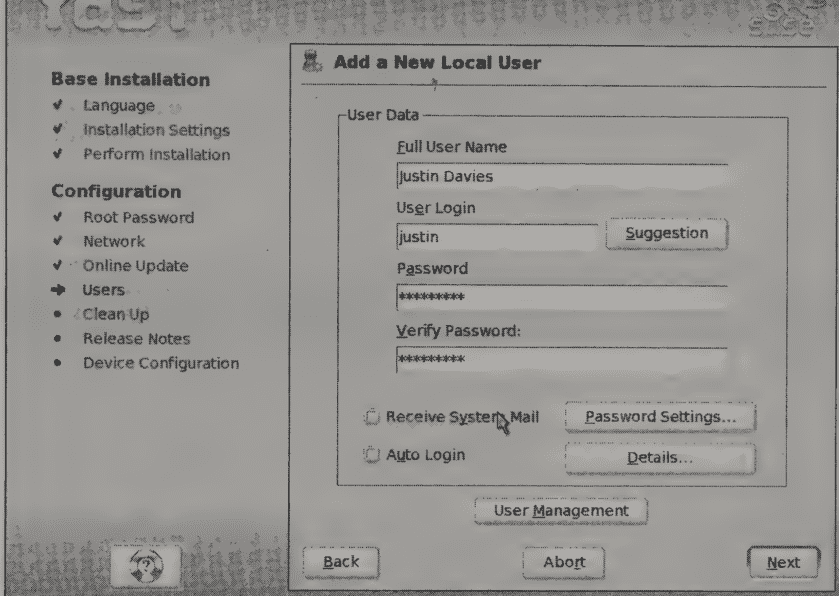 YaST
SUSE
Add a New Local User
Base Installation
Language
Installation Settings
Perform Installation
Configuration
Root Password
Network
Online Update
Users
Clean Up
Release Notes
Device Configuration
User Data
Full User Name
Justin Davies
User Login
justin
Suggestion
Password
*********
Verify Password:
*********
Receive System Mail
Password Settings...
Auto Login
Details...
User Management
Back
Abort
Next